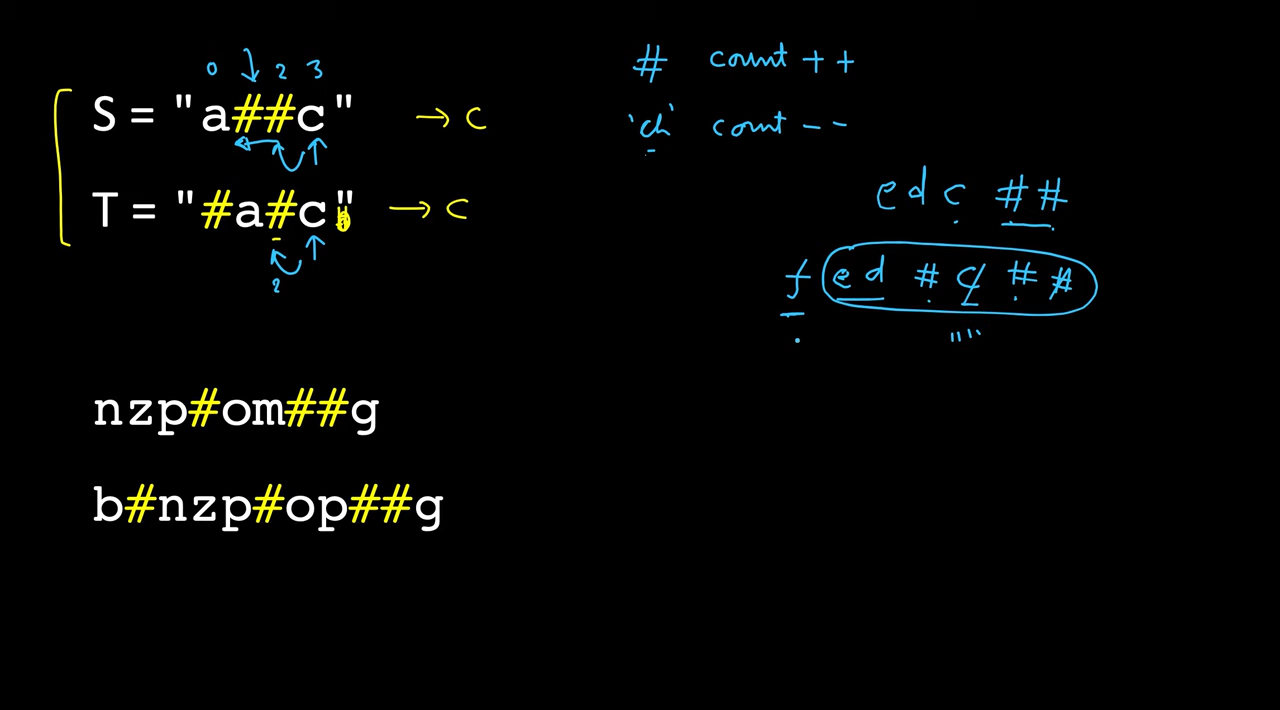 0 2 3
S = "a##c" → c
T = "#a#c" → c
2
# count ++
'ch' count --
edc ##
f ed # c # #
""
nzp#om##g
b#nzp#op##g